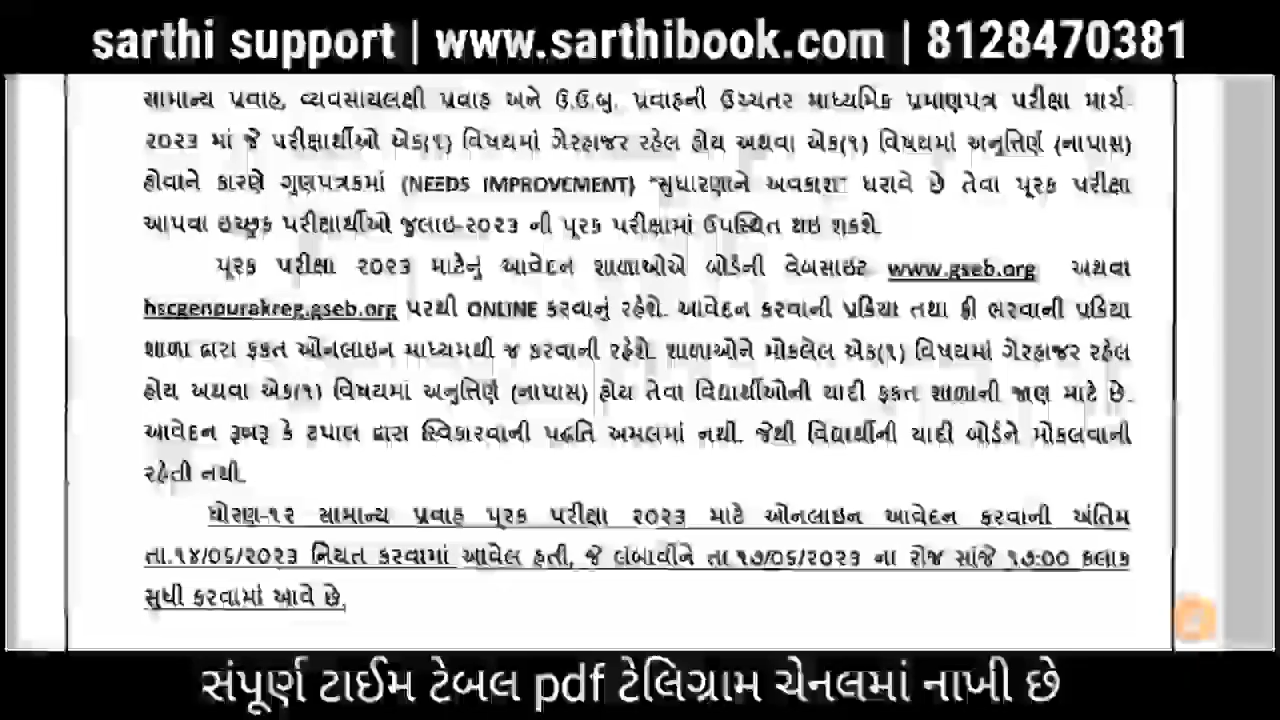 sarthi support | www.sarthibook.com | 8128470381
સામાન્ય પ્રવાહ, વ્યવસાયલક્ષી પ્રવાહ અને ઉ.ઉ.બુ. પ્રવાહની ઉચ્ચતર માધ્યમિક પ્રમાણપત્ર પરીક્ષા માર્ચ-
૨૦૨૩ માં જે પરીક્ષાર્થીઓ એક(૧) વિષયમાં ગેરહાજર રહેલ હોય અથવા એક(૧) વિષયમાં અનુત્તિર્ણ (નાપાસ)
હોવાને કારણે ગુણપત્રકમાં (NEEDS IMPROVEMENT) "સુધારણાને અવકાશ" ધરાવે છે તેવા પૂરક પરીક્ષા
આપવા ઇચ્છુક પરીક્ષાર્થીઓ જુલાઇ-૨૦૨૩ ની પૂરક પરીક્ષામાં ઉપસ્થિત થઇ શકશે.
પૂરક પરીક્ષા ૨૦૨૩ માટેનું આવેદન શાળાઓએ બોર્ડની વેબસાઇટ www.gseb.org અથવા
hscgenpurakreg.gseb.org પરથી ONLINE કરવાનું રહેશે. આવેદન કરવાની પ્રક્રિયા તથા ફી ભરવાની પ્રક્રિયા
શાળા દ્વારા ફકત ઓનલાઇન માધ્યમથી જ કરવાની રહેશે. શાળાઓને મોકલેલ એક(૧) વિષયમાં ગેરહાજર રહેલ
હોય અથવા એક(૧) વિષયમાં અનુત્તિર્ણ (નાપાસ) હોય તેવા વિદ્યાર્થીઓની યાદી ફકત શાળાની જાણ માટે છે.
આવેદન રૂબરૂ કે ટપાલ દ્વારા સ્વિકારવાની પદ્ધતિ અમલમાં નથી. જેથી વિદ્યાર્થીની યાદી બોર્ડને મોકલવાની
રહેતી નથી.
ધોરણ-૧૨ સામાન્ય પ્રવાહ પૂરક પરીક્ષા ૨૦૨૩ માટે ઓનલાઇન આવેદન કરવાની અંતિમ
તા.૧૪/૦૬/૨૦૨૩ નિયત કરવામાં આવેલ હતી, જે લંબાવીને તા.૧૭/૦૬/૨૦૨૩ ના રોજ સાંજે ૧૭:૦૦ કલાક
સુધી કરવામાં આવે છે.
સંપૂર્ણ ટાઈમ ટેબલ pdf ટેલિગ્રામ ચેનલમાં નાખી છે